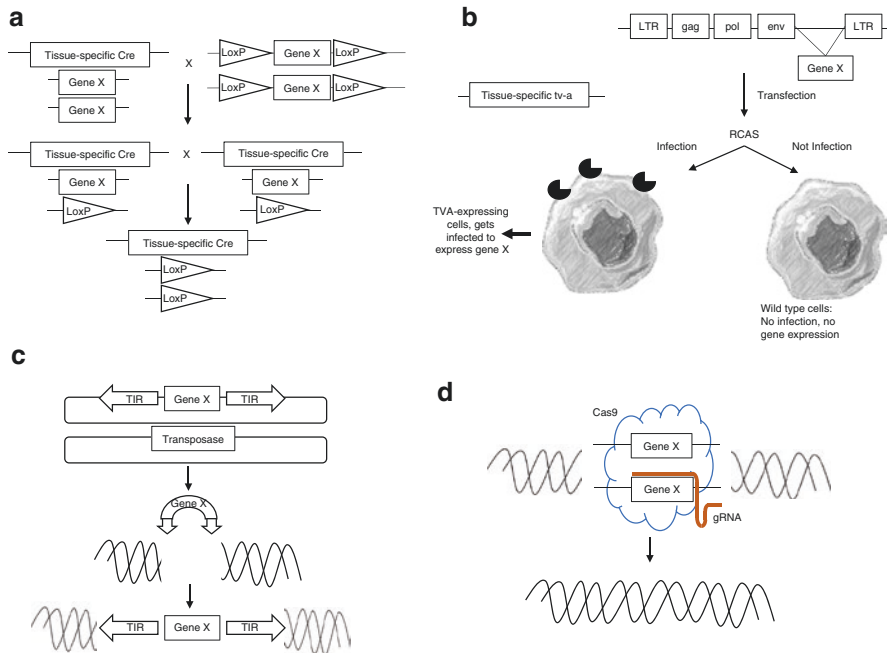 a
Tissue-specific Cre
X
LoxP
Gene X
LoxP
Gene X
Gene X
LoxP
Gene X
LoxP
Tissue-specific Cre
X
Tissue-specific Cre
Gene X
Gene X
LoxP
LoxP
Tissue-specific Cre
LoxP
LoxP
b
LTR
gag
pol
env
LTR
Gene X
Tissue-specific tv-a
Transfection
RCAS
Infection
Not Infection
TVA-expressing
cells, gets
infected to
express gene X
Wild type cells:
No infection, no
gene expression
c
TIR
Gene X
TIR
Transposase
Gene X
TIR
Gene X
TIR
d
Cas9
Gene X
Gene X
gRNA